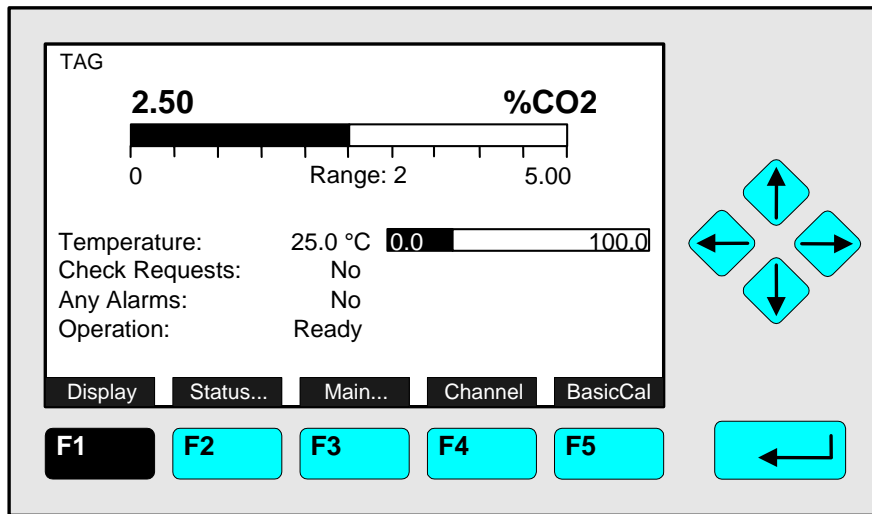 TAG
2.50 %CO2
0 Range: 2 5.00
Temperature: 25.0 °C 0.0 100.0
Check Requests: No
Any Alarms: No
Operation: Ready
Display Status... Main... Channel BasicCal
F1 F2 F3 F4 F5